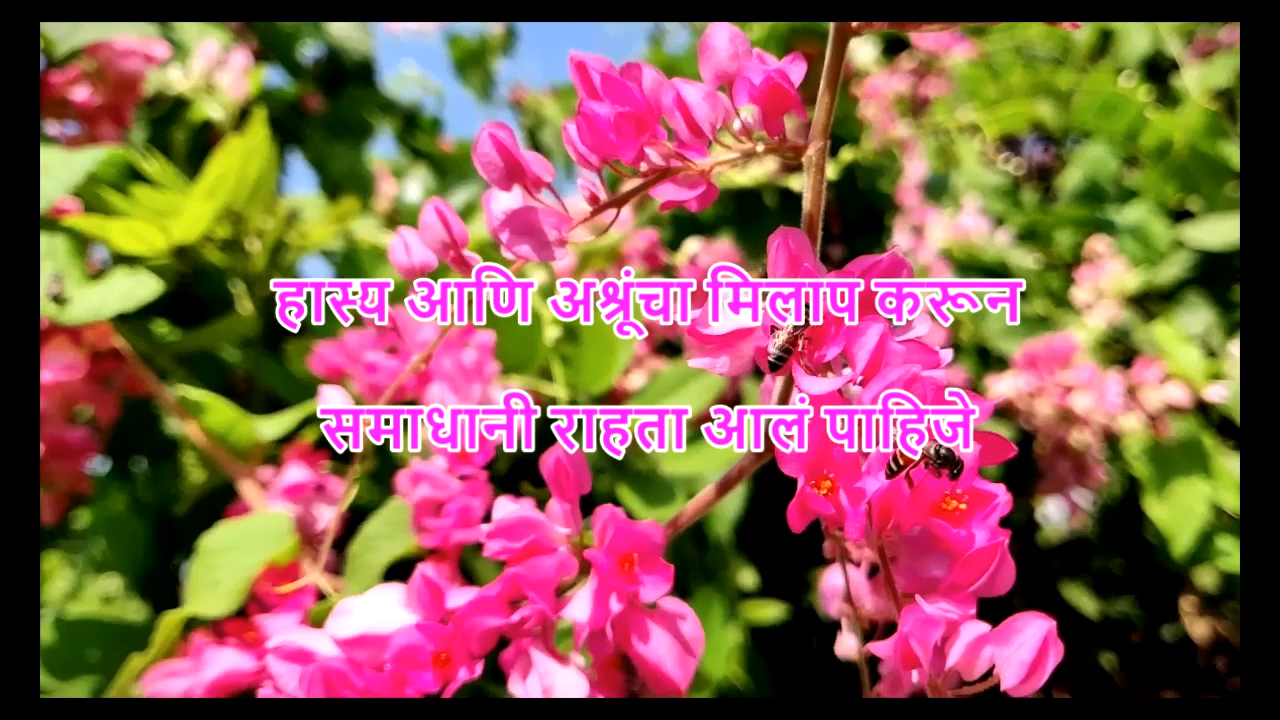 हास्य आणि अश्रूंचा मिलाप करून
समाधानी राहता आलं पाहिजे